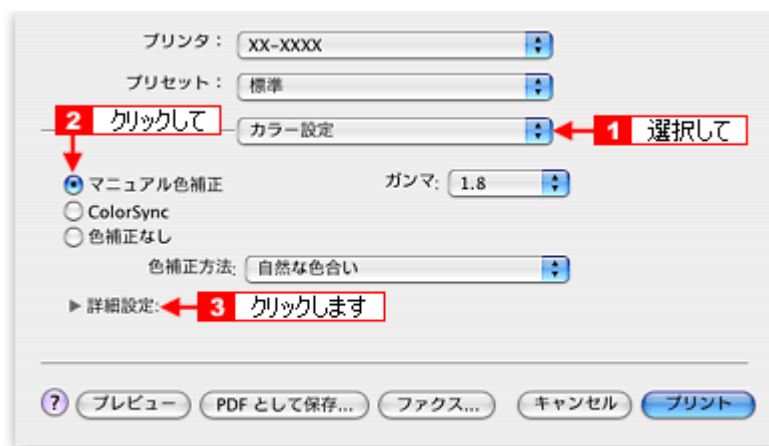 プリンタ： XX-XXXX
プリセット： 標準
2 クリックして
カラー設定
1 選択して
マニュアル色補正
ガンマ: 1.8
ColorSync
色補正なし
色補正方法: 自然な色合い
詳細設定:
3 クリックします
? プレビュー PDF として保存... ファクス... キャンセル プリント